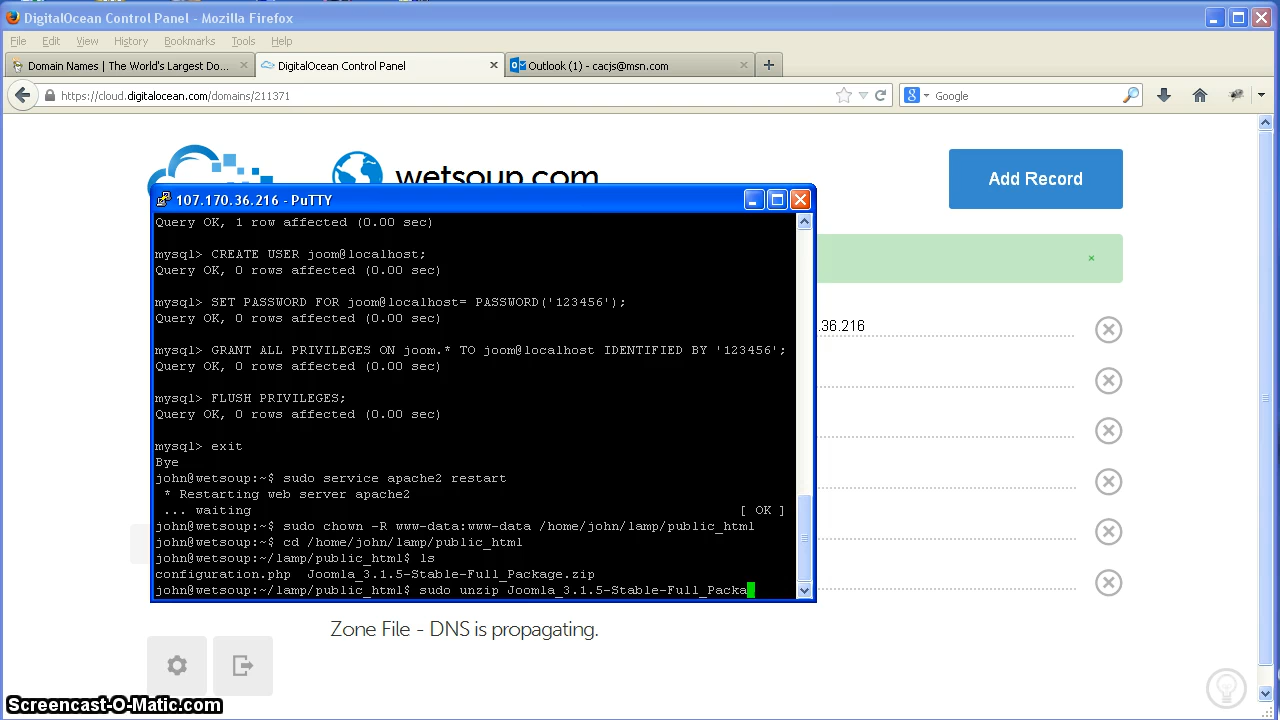 DigitalOcean Control Panel - Mozilla Firefox
File Edit View History Bookmarks Tools Help
Domain Names | The World's Largest Do... DigitalOcean Control Panel Outlook (1) - cacjs@msn.com
https://cloud.digitalocean.com/domains/211371 Google
wetsoup.com
Add Record
107.170.36.216 - PuTTY
Query OK, 1 row affected (0.00 sec)
mysql> CREATE USER joom@localhost;
Query OK, 0 rows affected (0.00 sec)
mysql> SET PASSWORD FOR joom@localhost= PASSWORD('123456');
Query OK, 0 rows affected (0.00 sec)
.36.216
mysql> GRANT ALL PRIVILEGES ON joom.* TO joom@localhost IDENTIFIED BY '123456';
Query OK, 0 rows affected (0.00 sec)
mysql> FLUSH PRIVILEGES;
Query OK, 0 rows affected (0.00 sec)
mysql> exit
Bye
john@wetsoup:~$ sudo service apache2 restart
* Restarting web server apache2
... waiting [ OK ]
john@wetsoup:~$ sudo chown -R www-data:www-data /home/john/lamp/public_html
john@wetsoup:~$ cd /home/john/lamp/public_html
john@wetsoup:~/lamp/public_html$ ls
configuration.php Joomla_3.1.5-Stable-Full_Package.zip
john@wetsoup:~/lamp/public_html$ sudo unzip Joomla_3.1.5-Stable-Full_Packa
Zone File - DNS is propagating.
Screencast-O-Matic.com